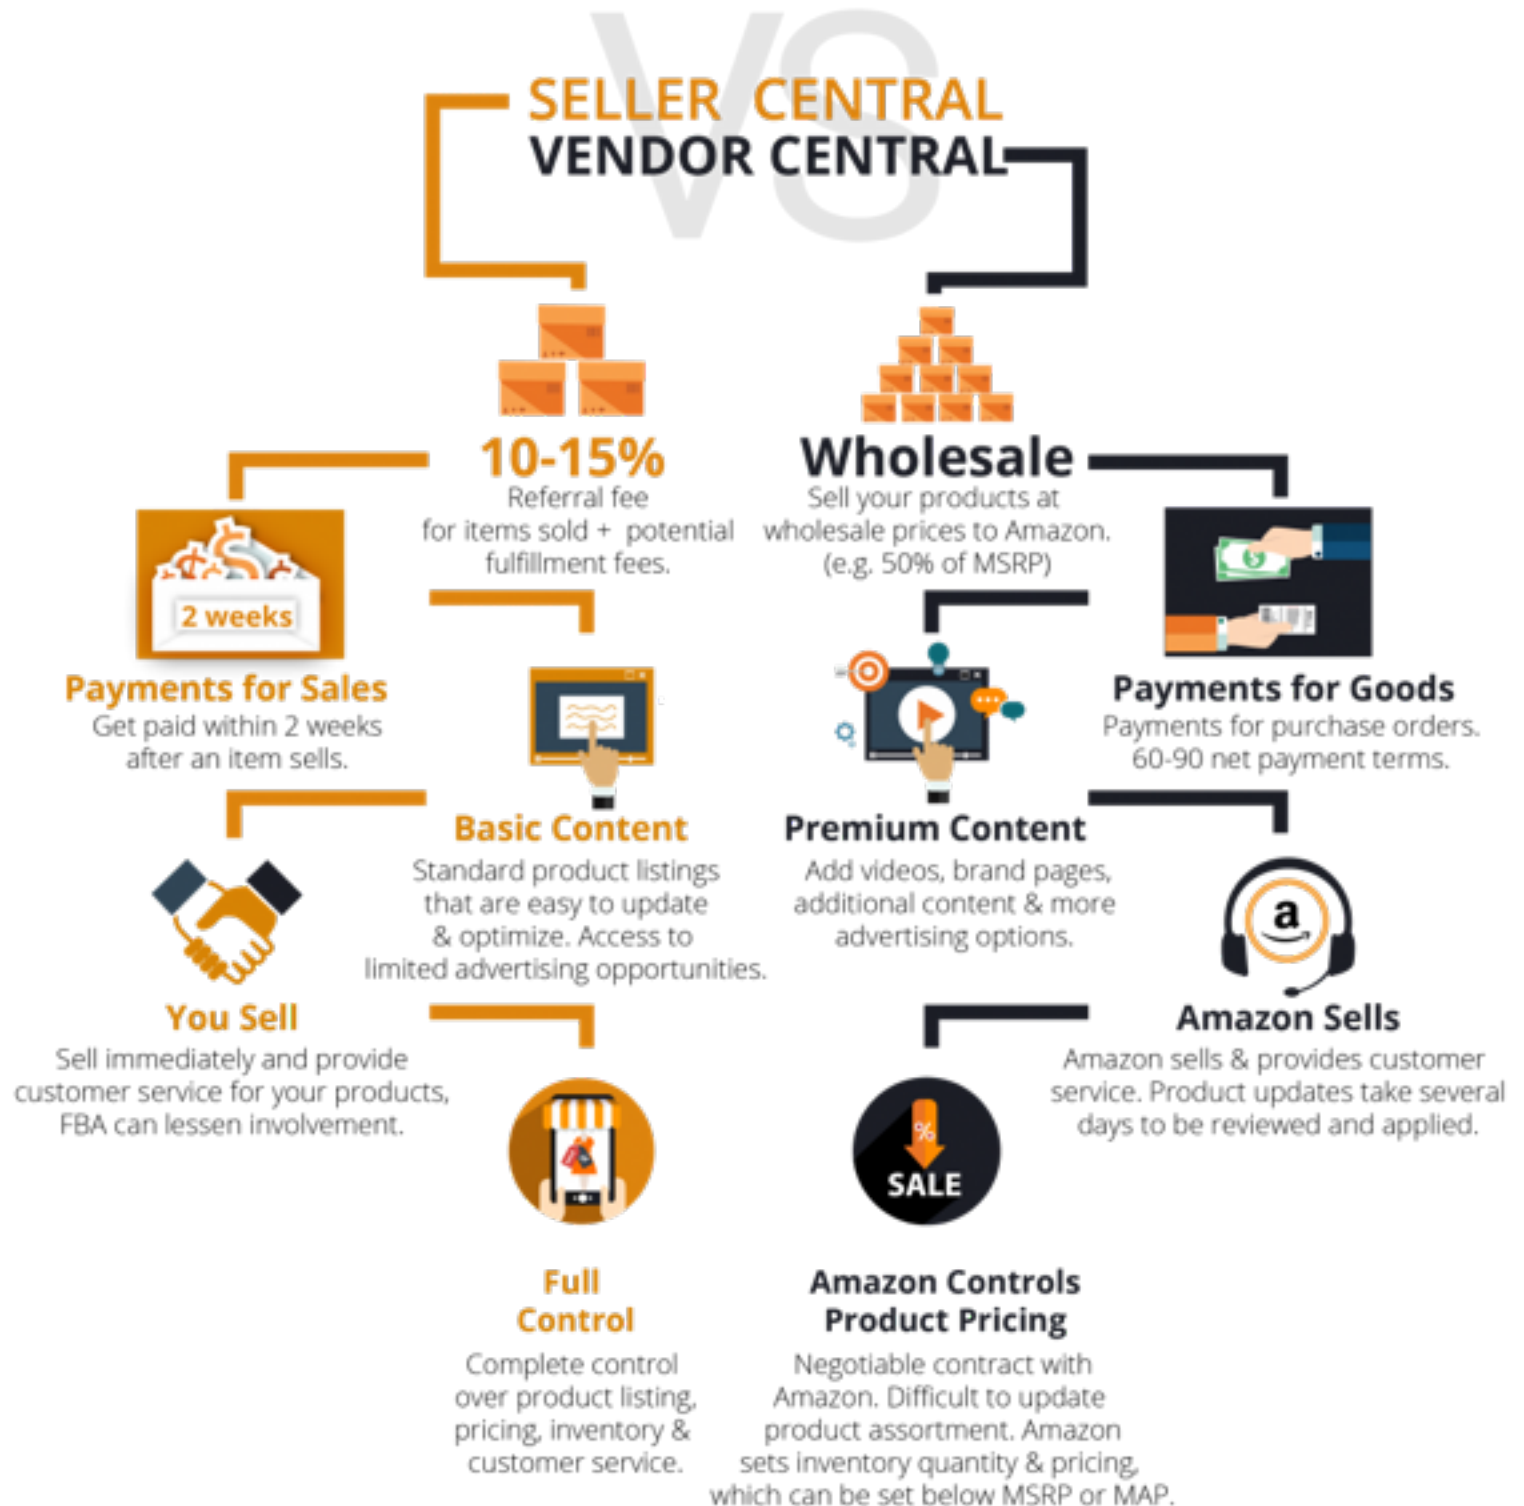 VS
SELLER CENTRAL
VENDOR CENTRAL
10-15%
Referral fee
for items sold + potential
fulfillment fees.
Wholesale
Sell your products at
wholesale prices to Amazon.
(e.g. 50% of MSRP)
2 weeks
Payments for Sales
Get paid within 2 weeks
after an item sells.
Payments for Goods
Payments for purchase orders.
60-90 net payment terms.
Basic Content
Standard product listings
that are easy to update
& optimize. Access to
limited advertising opportunities.
Premium Content
Add videos, brand pages,
additional content & more
advertising options.
You Sell
Sell immediately and provide
customer service for your products,
FBA can lessen involvement.
a
Amazon Sells
Amazon sells & provides customer
service. Product updates take several
days to be reviewed and applied.
Full
Control
Complete control
over product listing,
pricing, inventory &
customer service.
%
SALE
Amazon Controls
Product Pricing
Negotiable contract with
Amazon. Difficult to update
product assortment. Amazon
sets inventory quantity & pricing,
which can be set below MSRP or MAP.